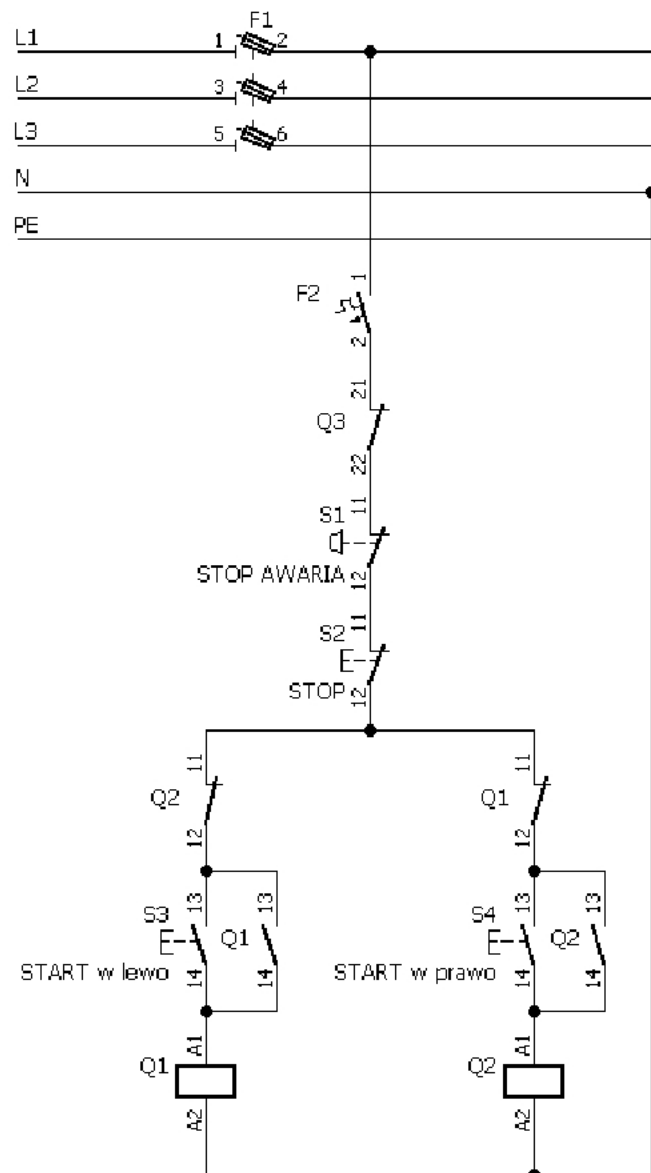 F1
L1 1 2
L2 3 4
L3 5 6
N
PE
1
F2
2
21
Q3
22
11
S1
STOP AWARIA 12
11
S2
STOP 12
11 11
Q2 Q1
12 12
13 13 13 13
S3 Q1 S4 Q2
14 14 14 14
START w lewo START w prawo
A1 A1
Q1 Q2
A2 A2